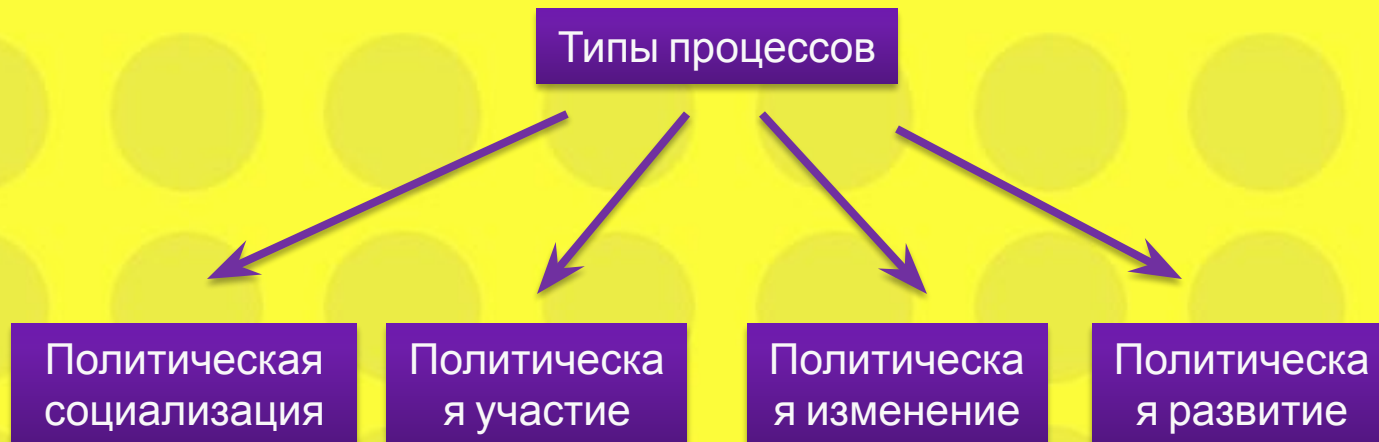 Типы процессов
Политическая
социализация
Политическа
я участие
Политическа
я изменение
Политическа
я развитие